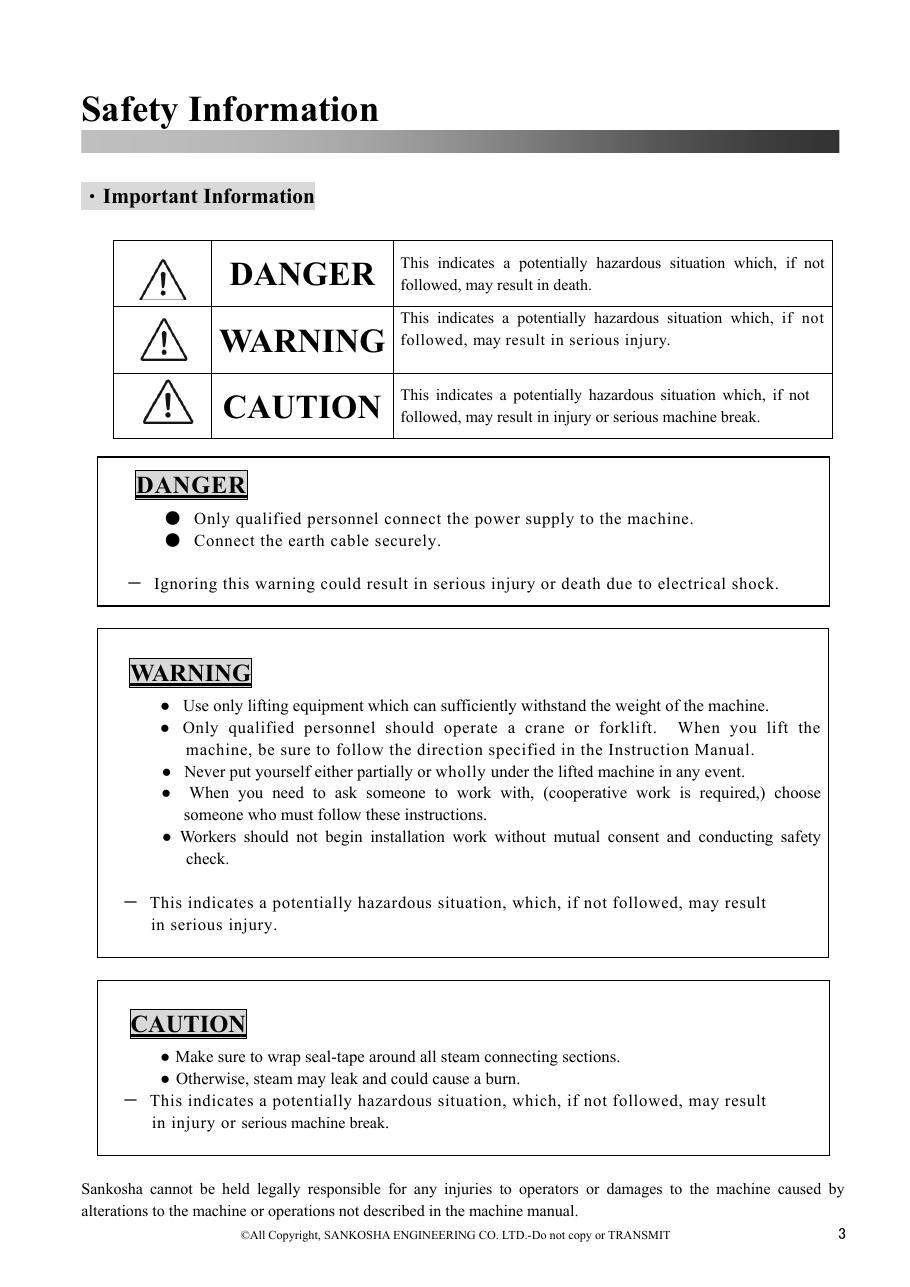 Safety Information
・Important Information
DANGER
This indicates a potentially hazardous situation which, if not
followed, may result in death.
WARNING
This indicates a potentially hazardous situation which, if not
followed, may result in serious injury.
CAUTION
This indicates a potentially hazardous situation which, if not
followed, may result in injury or serious machine break.
DANGER
● Only qualified personnel connect the power supply to the machine.
● Connect the earth cable securely.
－ Ignoring this warning could result in serious injury or death due to electrical shock.
WARNING
● Use only lifting equipment which can sufficiently withstand the weight of the machine.
● Only qualified personnel should operate a crane or forklift. When you lift the
machine, be sure to follow the direction specified in the Instruction Manual.
● Never put yourself either partially or wholly under the lifted machine in any event.
● When you need to ask someone to work with, (cooperative work is required,) choose
someone who must follow these instructions.
● Workers should not begin installation work without mutual consent and conducting safety
check.
－ This indicates a potentially hazardous situation, which, if not followed, may result
in serious injury.
CAUTION
● Make sure to wrap seal-tape around all steam connecting sections.
● Otherwise, steam may leak and could cause a burn.
－ This indicates a potentially hazardous situation, which, if not followed, may result
in injury or serious machine break.
Sankosha cannot be held legally responsible for any injuries to operators or damages to the machine caused by
alterations to the machine or operations not described in the machine manual.
©All Copyright, SANKOSHA ENGINEERING CO. LTD.-Do not copy or TRANSMIT
3